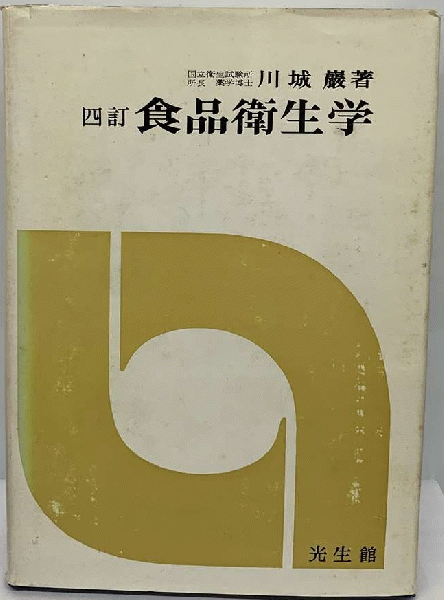 国立衛生試験所
所長 薬学博士 川城 巖著
四訂 食品衛生学
光生館